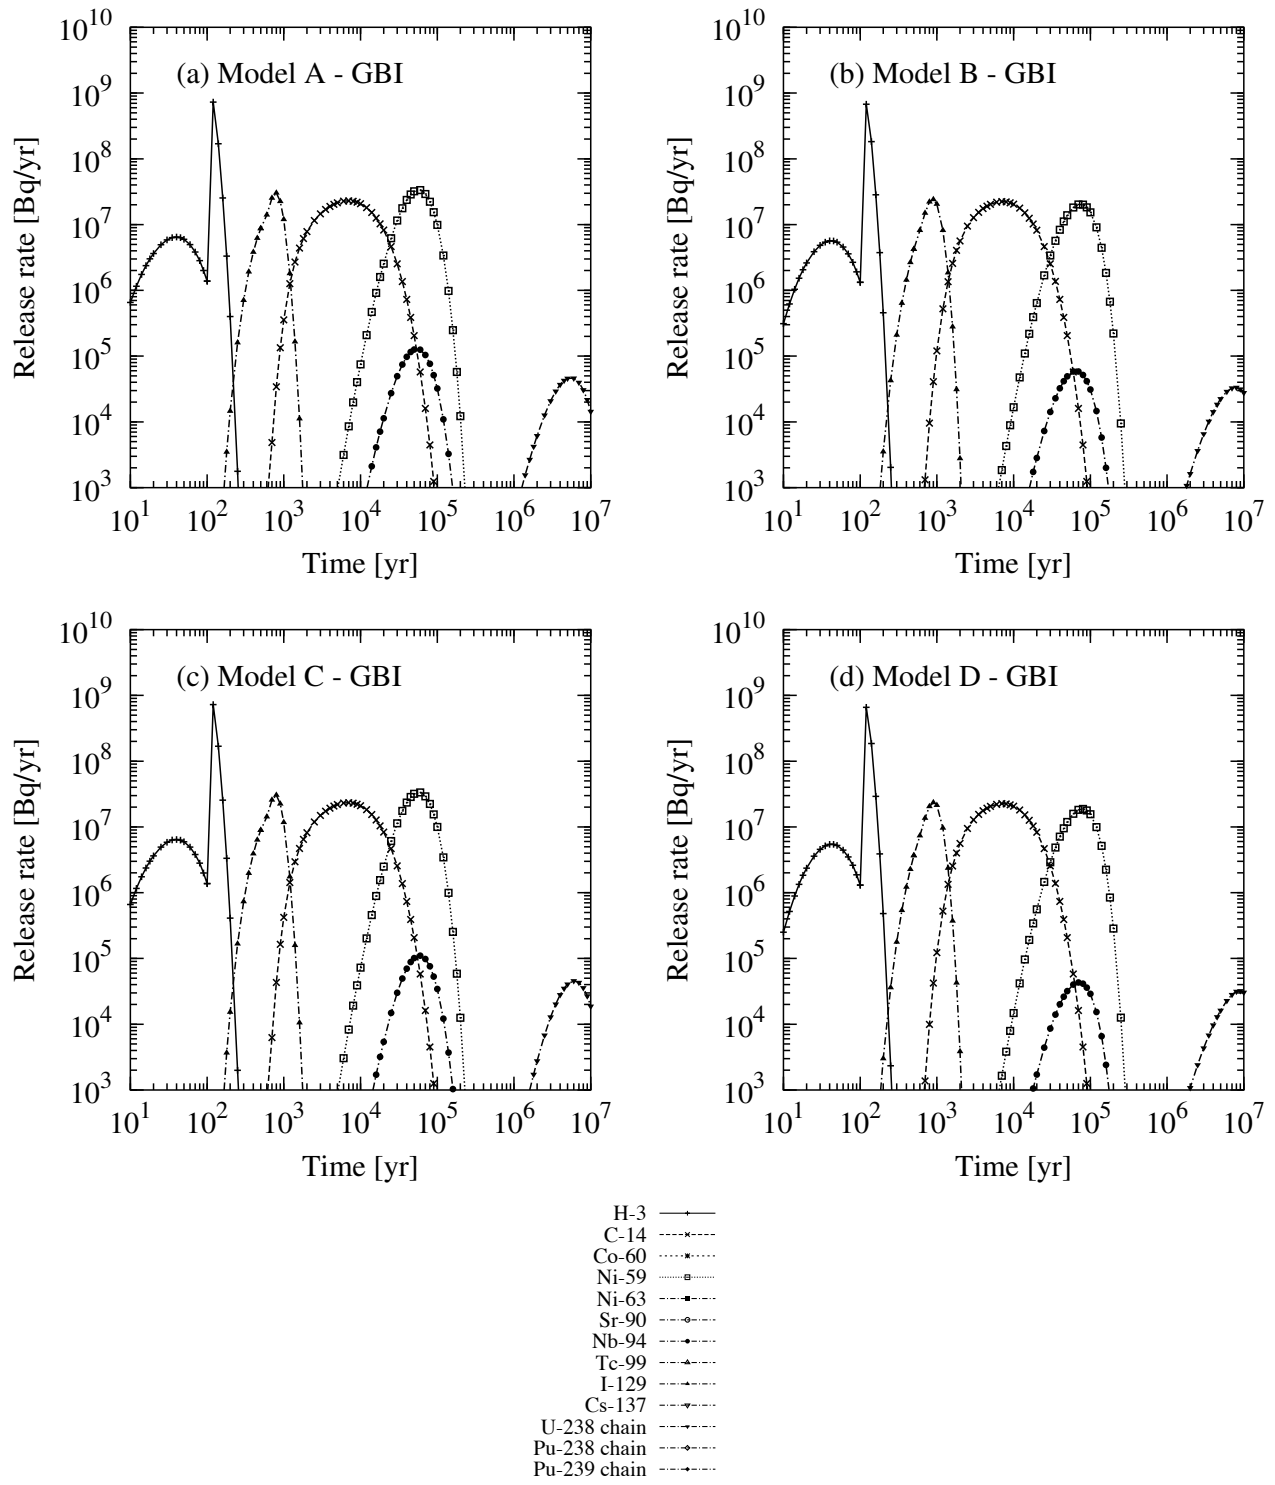 (a) Model A - GBI
Release rate [Bq/yr]
10^10
10^9
10^8
10^7
10^6
10^5
10^4
10^3
10^1 10^2 10^3 10^4 10^5 10^6 10^7
Time [yr]
(b) Model B - GBI
Release rate [Bq/yr]
10^10
10^9
10^8
10^7
10^6
10^5
10^4
10^3
10^1 10^2 10^3 10^4 10^5 10^6 10^7
Time [yr]
(c) Model C - GBI
Release rate [Bq/yr]
10^10
10^9
10^8
10^7
10^6
10^5
10^4
10^3
10^1 10^2 10^3 10^4 10^5 10^6 10^7
Time [yr]
(d) Model D - GBI
Release rate [Bq/yr]
10^10
10^9
10^8
10^7
10^6
10^5
10^4
10^3
10^1 10^2 10^3 10^4 10^5 10^6 10^7
Time [yr]
H-3
C-14
Co-60
Ni-59
Ni-63
Sr-90
Nb-94
Tc-99
I-129
Cs-137
U-238 chain
Pu-238 chain
Pu-239 chain